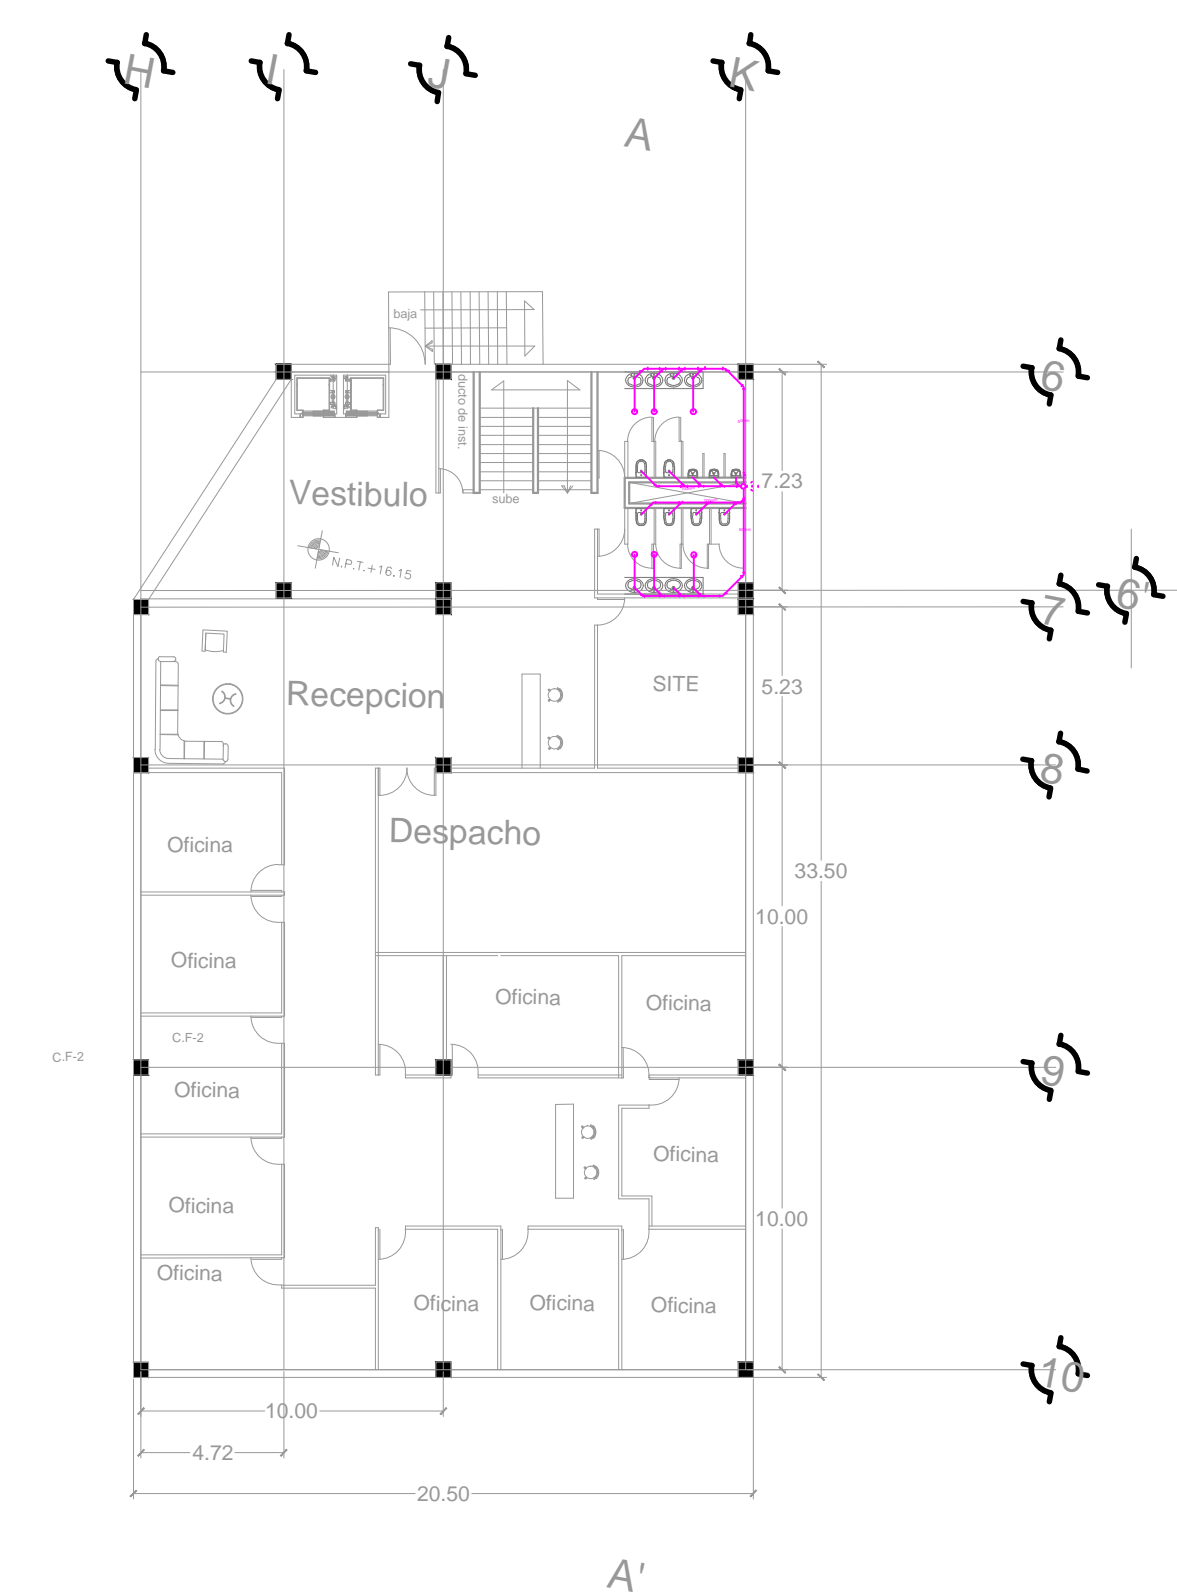 H
I
J
K
A
baja
6
ducto de inst.
7.23
Vestibulo
sube
N.P.T.+16.15
6'
7
SITE
5.23
Recepcion
8
Despacho
Oficina
33.50
10.00
Oficina
Oficina
Oficina
C.F-2
C.F-2
9
Oficina
Oficina
Oficina
10.00
Oficina
Oficina
Oficina
Oficina
10
10.00
4.72
20.50
A'